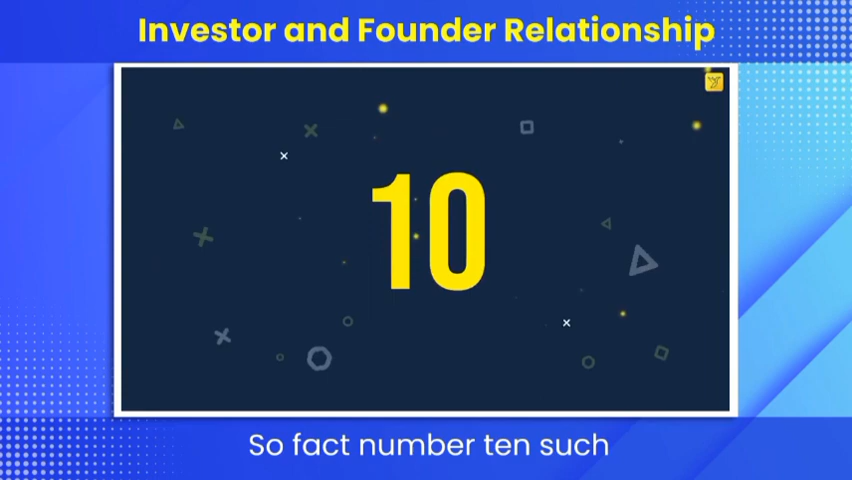 Investor and Founder Relationship
10
So fact number ten such